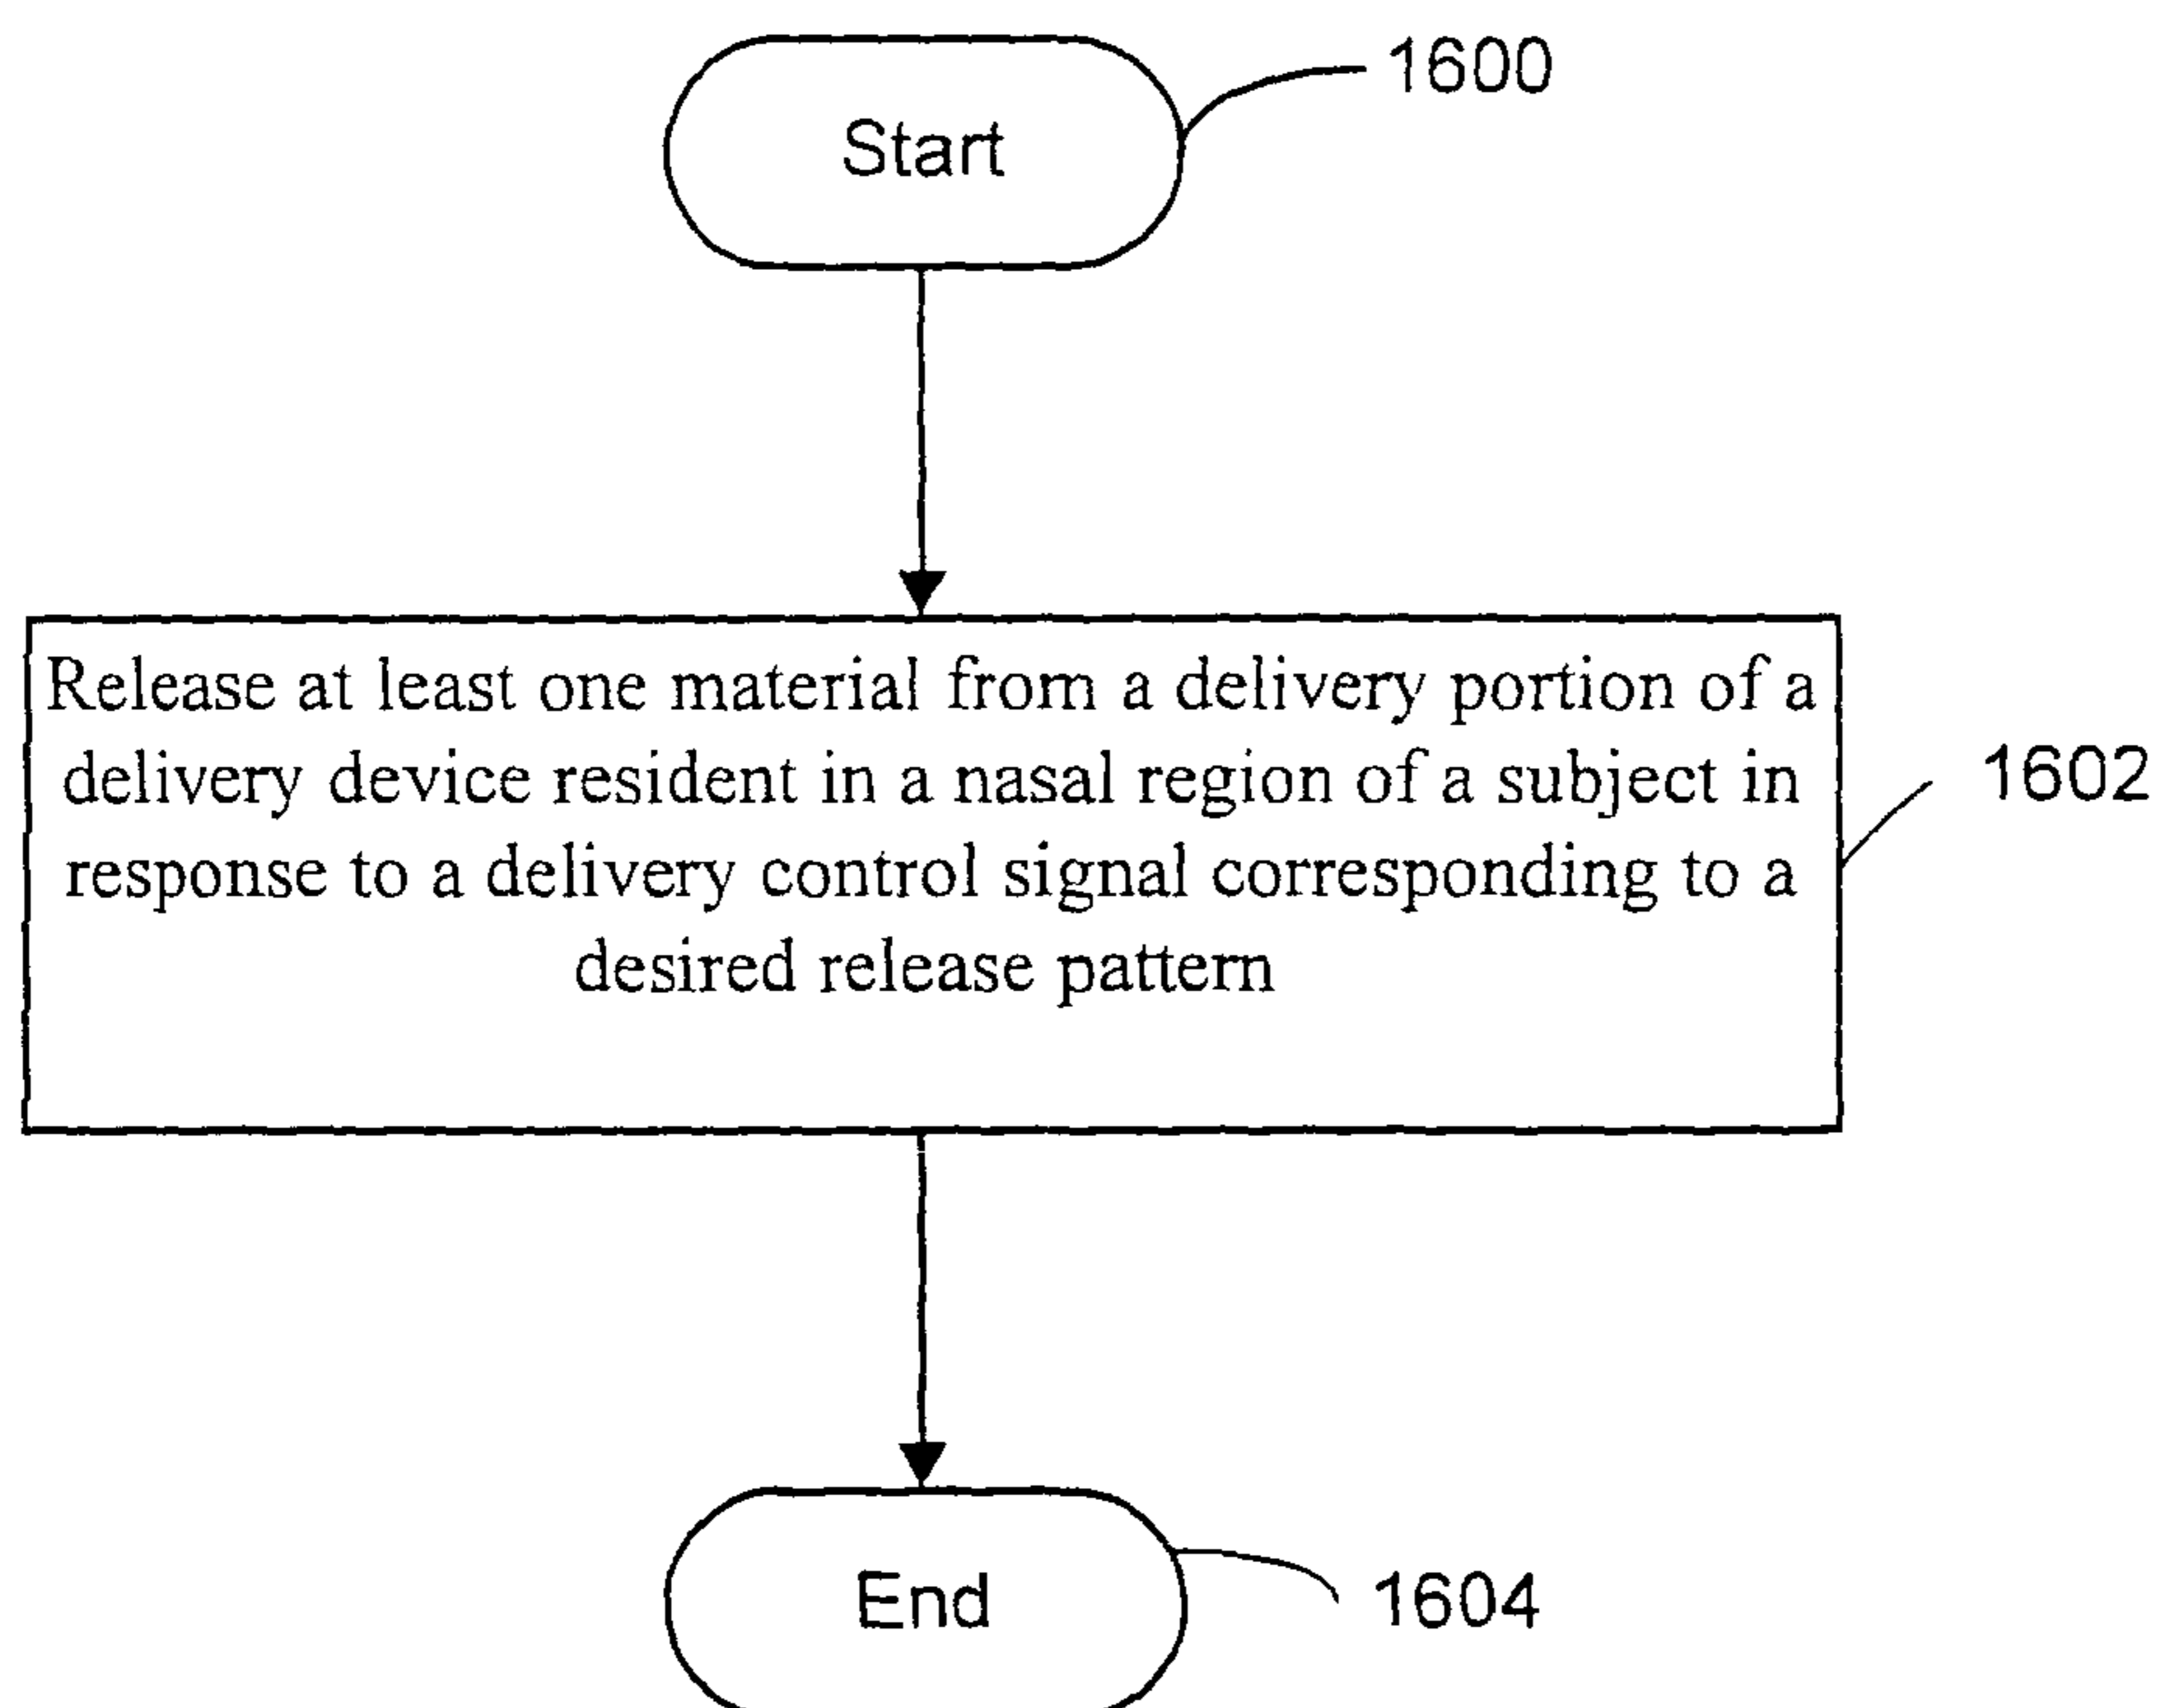 1600
Start
Release at least one material from a delivery portion of a
delivery device resident in a nasal region of a subject in
response to a delivery control signal corresponding to a
desired release pattern
1602
End
1604